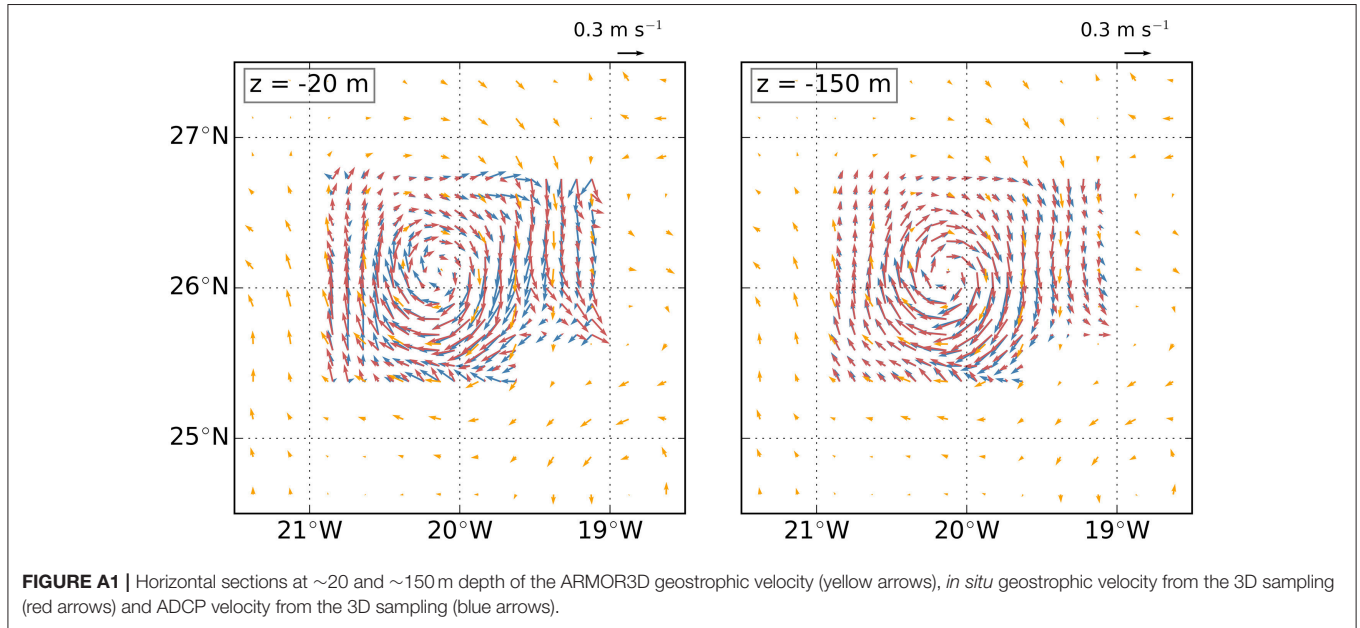 0.3 m s⁻¹
0.3 m s⁻¹
z = -20 m
z = -150 m
27°N
26°N
25°N
21°W 20°W 19°W
21°W 20°W 19°W
FIGURE A1 | Horizontal sections at ∼20 and ∼150 m depth of the ARMOR3D geostrophic velocity (yellow arrows), in situ geostrophic velocity from the 3D sampling
(red arrows) and ADCP velocity from the 3D sampling (blue arrows).